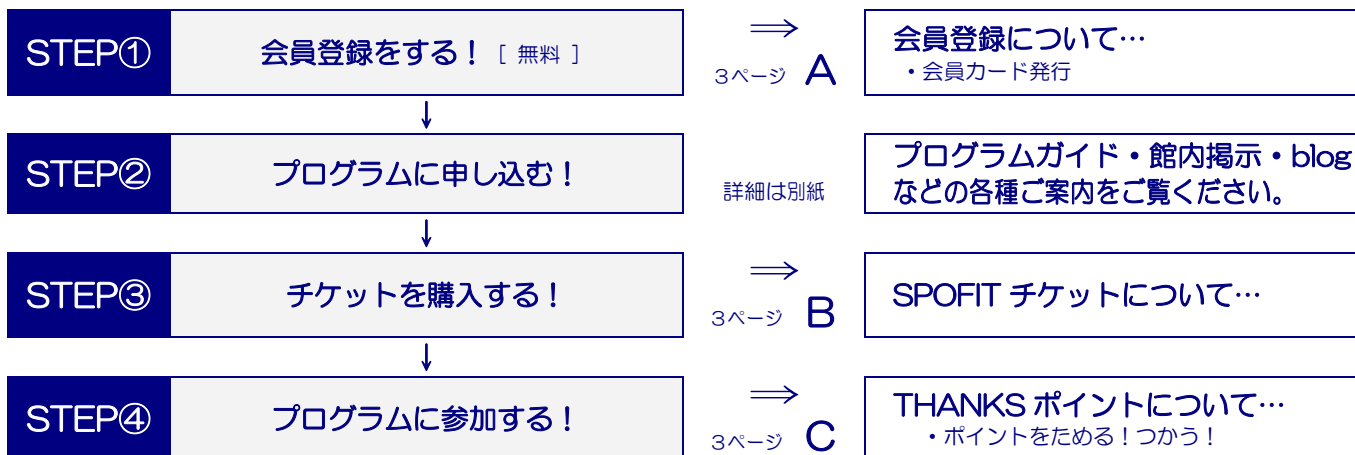 STEP① 会員登録をする！ [ 無料 ] ⇒ 会員登録について…
3ページ A ・会員カード発行
↓
STEP② プログラムに申し込む！ 詳細は別紙 プログラムガイド・館内掲示・blog
などの各種ご案内をご覧ください。
↓
STEP③ チケットを購入する！ ⇒ SPOFIT チケットについて…
3ページ B
↓
STEP④ プログラムに参加する！ ⇒ THANKS ポイントについて…
3ページ C ・ポイントをためる！つかう！